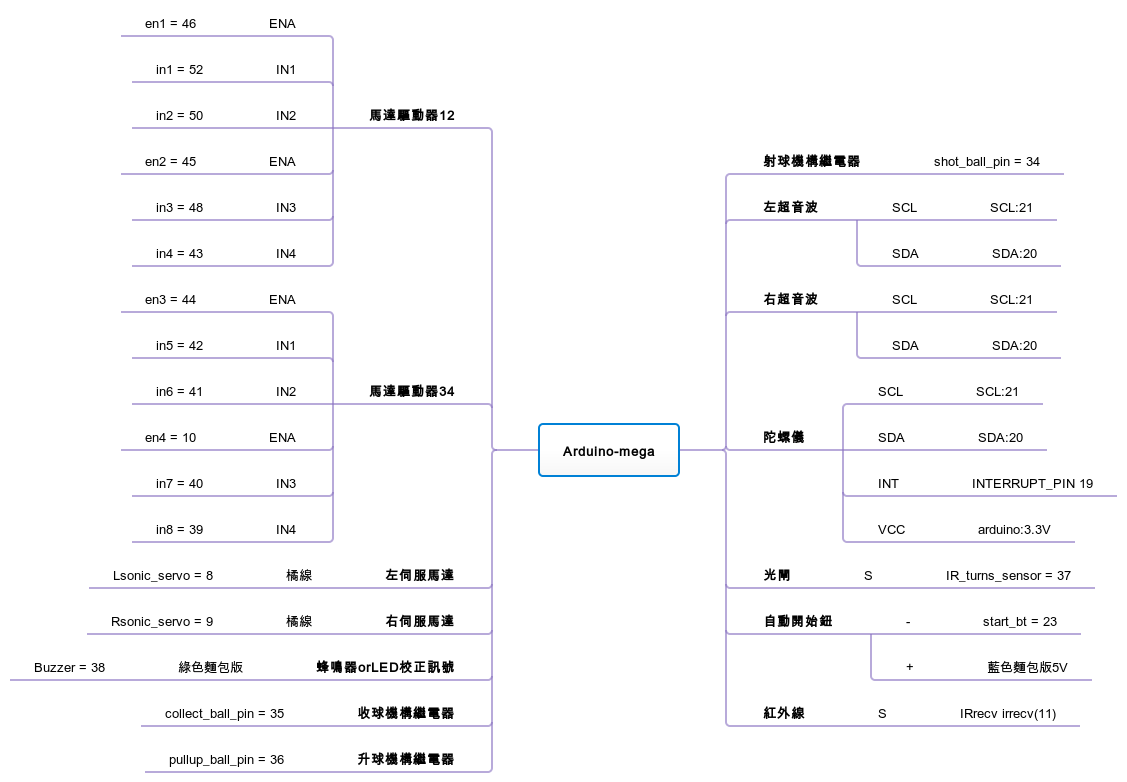 en1 = 46 ENA
in1 = 52 IN1
in2 = 50 IN2
馬達驅動器12
en2 = 45 ENA
in3 = 48 IN3
in4 = 43 IN4
en3 = 44 ENA
in5 = 42 IN1
in6 = 41 IN2
馬達驅動器34
en4 = 10 ENA
in7 = 40 IN3
in8 = 39 IN4
Lsonic_servo = 8 橘線 左伺服馬達
Rsonic_servo = 9 橘線 右伺服馬達
Buzzer = 38 綠色麵包版 蜂鳴器orLED校正訊號
collect_ball_pin = 35 收球機構繼電器
pullup_ball_pin = 36 升球機構繼電器
Arduino-mega
射球機構繼電器 shot_ball_pin = 34
左超音波 SCL SCL:21
SDA SDA:20
右超音波 SCL SCL:21
SDA SDA:20
陀螺儀
SCL SCL:21
SDA SDA:20
INT INTERRUPT_PIN 19
VCC arduino:3.3V
光閘 S IR_turns_sensor = 37
自動開始鈕 - start_bt = 23
+ 藍色麵包版5V
紅外線 S IRrecv irrecv(11)